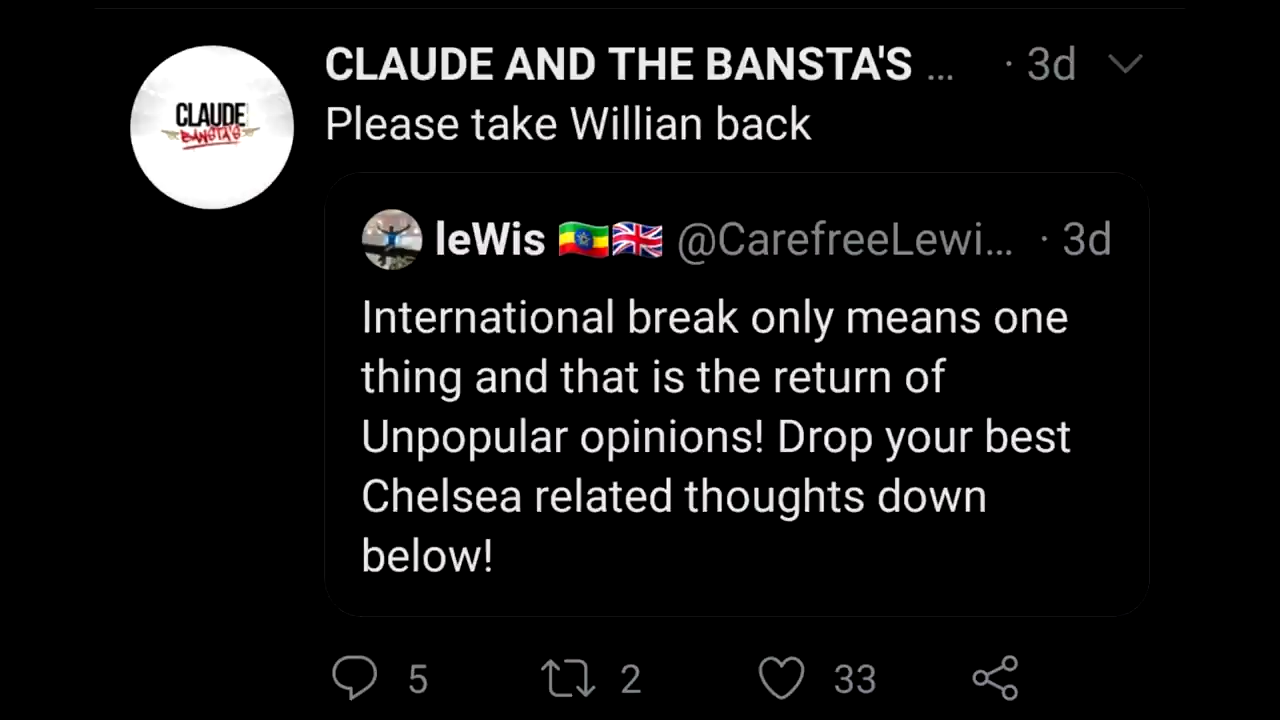 CLAUDE AND THE BANSTA'S ... · 3d
Please take Willian back
CLAUDE
BANSTA'S
leWis 🇪🇹🇬🇧 @CarefreeLewi... · 3d
International break only means one
thing and that is the return of
Unpopular opinions! Drop your best
Chelsea related thoughts down
below!
5 2 33